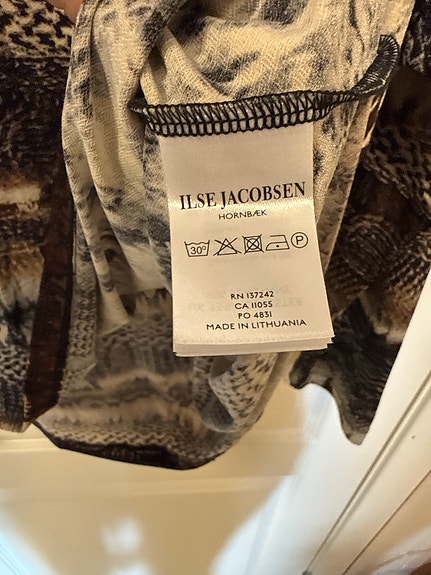 ILSE JACOBSEN
HORNBÆK
30° P
RN 137242
CA 11055
PO 4831
MADE IN LITHUANIA